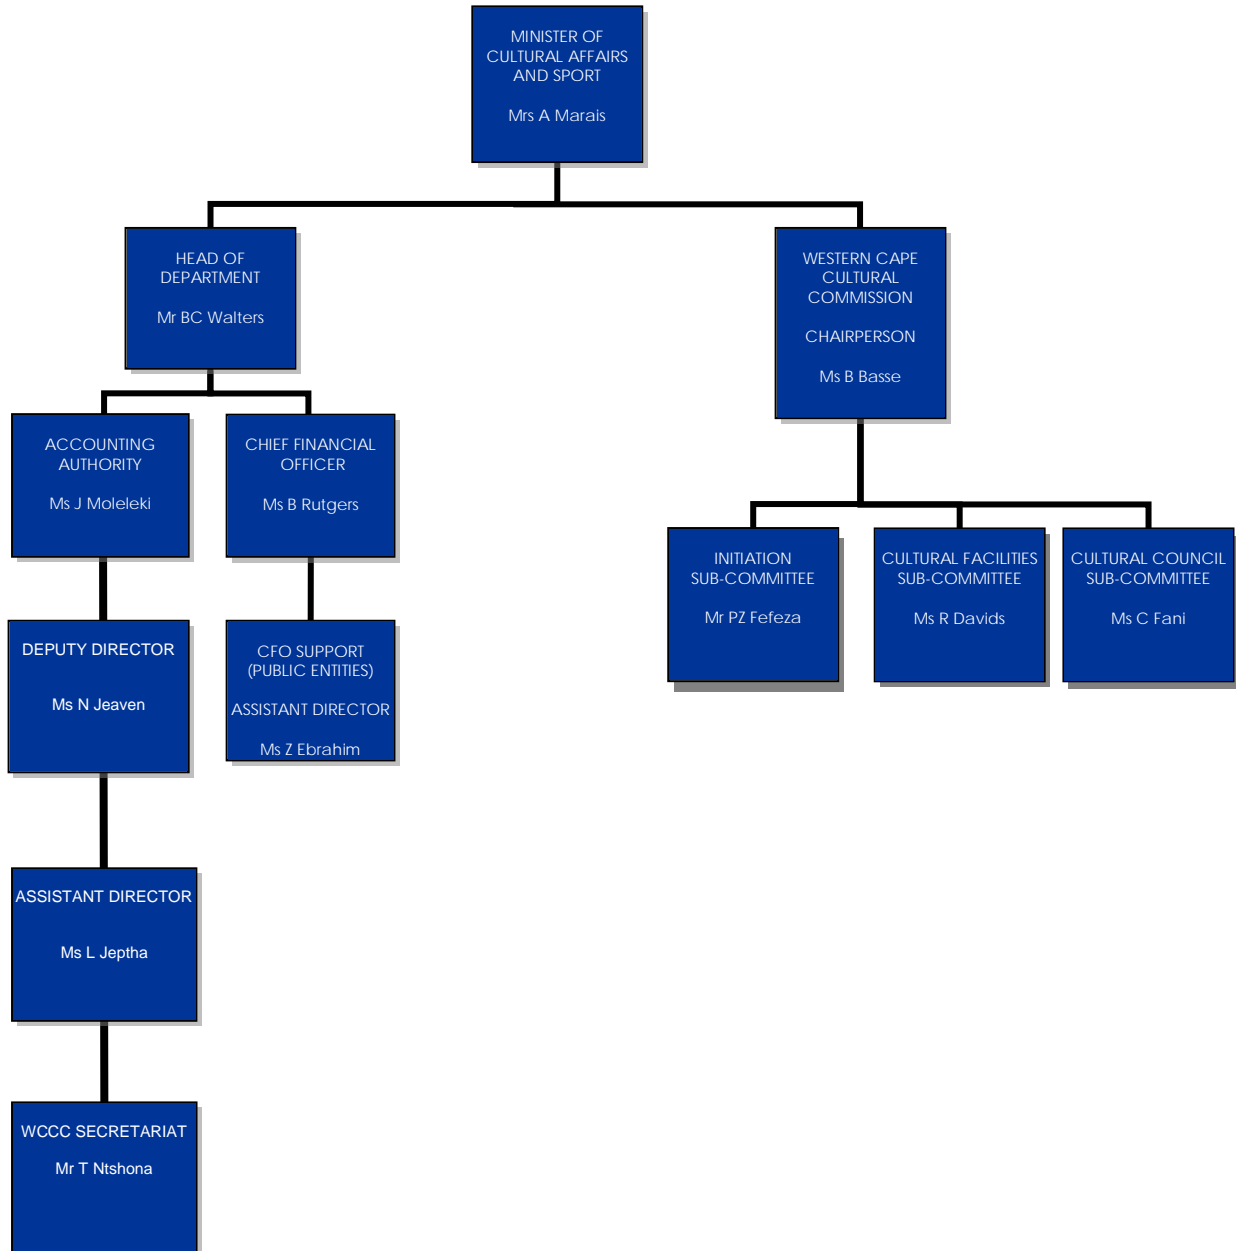 MINISTER OF
CULTURAL AFFAIRS
AND SPORT
Mrs A Marais
HEAD OF
DEPARTMENT
Mr BC Walters
WESTERN CAPE
CULTURAL
COMMISSION
CHAIRPERSON
Ms B Basse
ACCOUNTING
AUTHORITY
Ms J Moleleki
CHIEF FINANCIAL
OFFICER
Ms B Rutgers
INITIATION
SUB-COMMITTEE
Mr PZ Fefeza
CULTURAL FACILITIES
SUB-COMMITTEE
Ms R Davids
CULTURAL COUNCIL
SUB-COMMITTEE
Ms C Fani
DEPUTY DIRECTOR
Ms N Jeaven
CFO SUPPORT
(PUBLIC ENTITIES)
ASSISTANT DIRECTOR
Ms Z Ebrahim
ASSISTANT DIRECTOR
Ms L Jeptha
WCCC SECRETARIAT
Mr T Ntshona